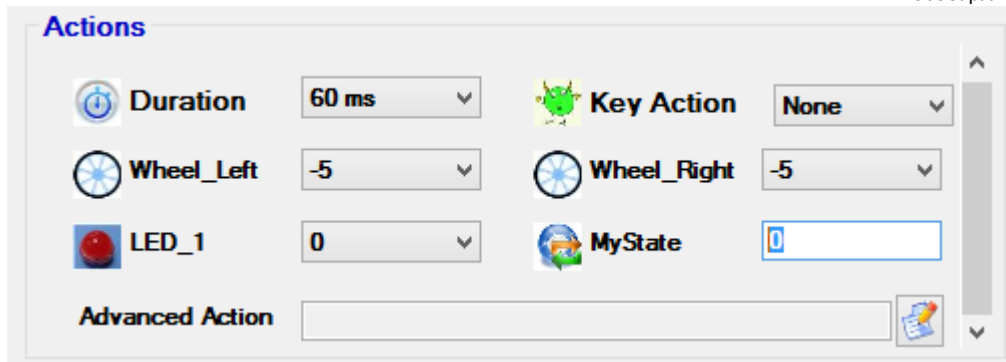 Actions
Duration 60 ms Key Action None
Wheel_Left -5 Wheel_Right -5
LED_1 0 MyState 0
Advanced Action